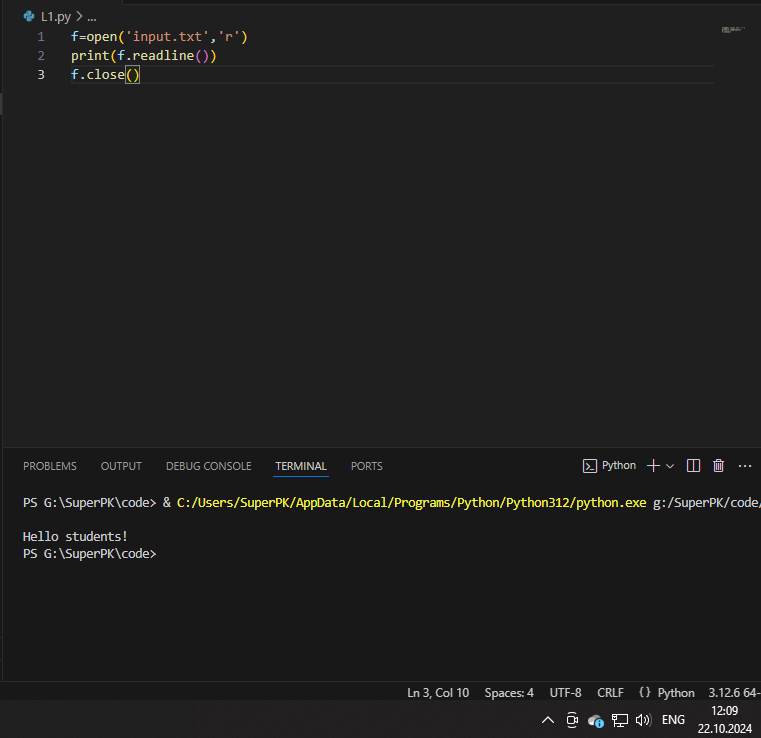 L1.py > ...
1 f=open('input.txt','r')
2 print(f.readline())
3 f.close()
PROBLEMS OUTPUT DEBUG CONSOLE TERMINAL PORTS Python
PS G:\SuperPK\code> & C:/Users/SuperPK/AppData/Local/Programs/Python/Python312/python.exe g:/SuperPK/code/
Hello students!
PS G:\SuperPK\code>
Ln 3, Col 10 Spaces: 4 UTF-8 CRLF {} Python 3.12.6 64-
12:09
ENG
22.10.2024